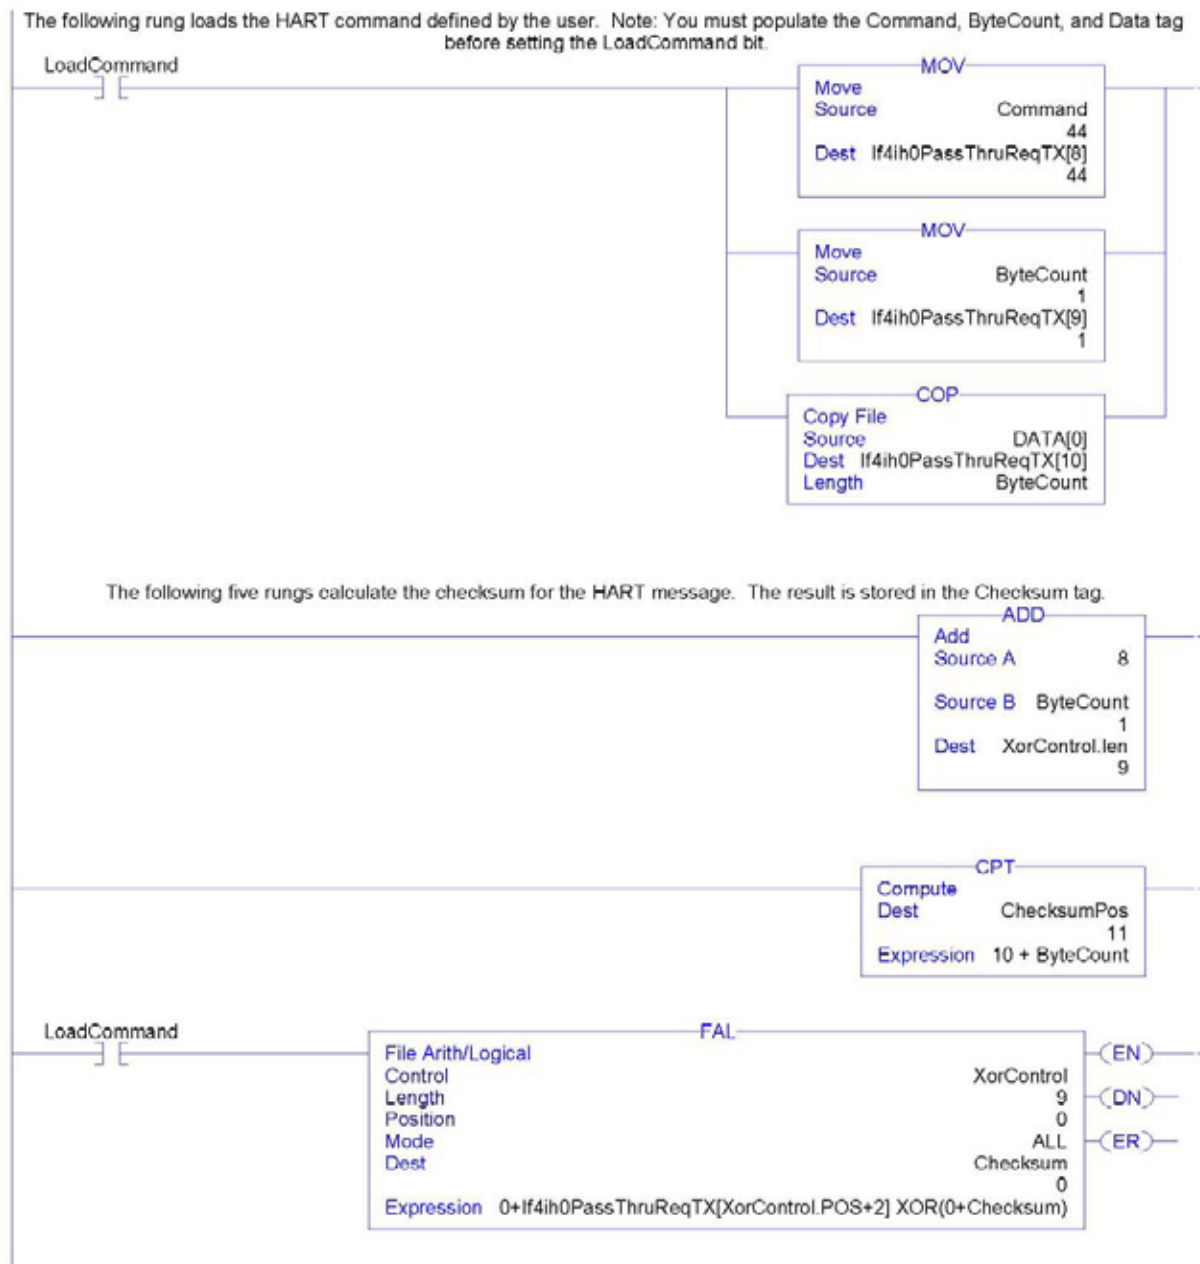 The following rung loads the HART command defined by the user. Note: You must populate the Command, ByteCount, and Data tag
before setting the LoadCommand bit.
LoadCommand
MOV
Move
Source Command
44
Dest If4ih0PassThruReqTX[8]
44
MOV
Move
Source ByteCount
1
Dest If4ih0PassThruReqTX[9]
1
COP
Copy File
Source DATA[0]
Dest If4ih0PassThruReqTX[10]
Length ByteCount
The following five rungs calculate the checksum for the HART message. The result is stored in the Checksum tag.
ADD
Add
Source A 8
Source B ByteCount
1
Dest XorControl.len
9
CPT
Compute
Dest ChecksumPos
11
Expression 10 + ByteCount
LoadCommand
FAL
File Arith/Logical
EN
Control XorControl
Length 9
DN
Position 0
Mode ALL
ER
Dest Checksum
0
Expression 0+If4ih0PassThruReqTX[XorControl.POS+2] XOR(0+Checksum)